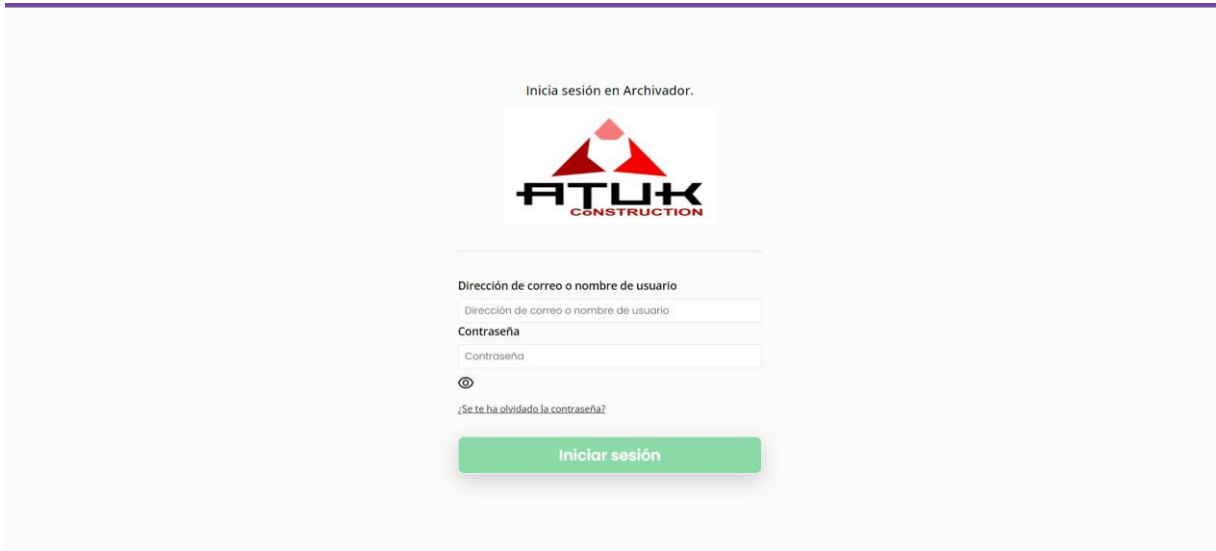 Inicia sesión en Archivador.
ATUK
CoNSTRUCTION
Dirección de correo o nombre de usuario
Dirección de correo o nombre de usuario
Contraseña
Contraseña
¿Se te ha olvidado la contraseña?
Iniciar sesión